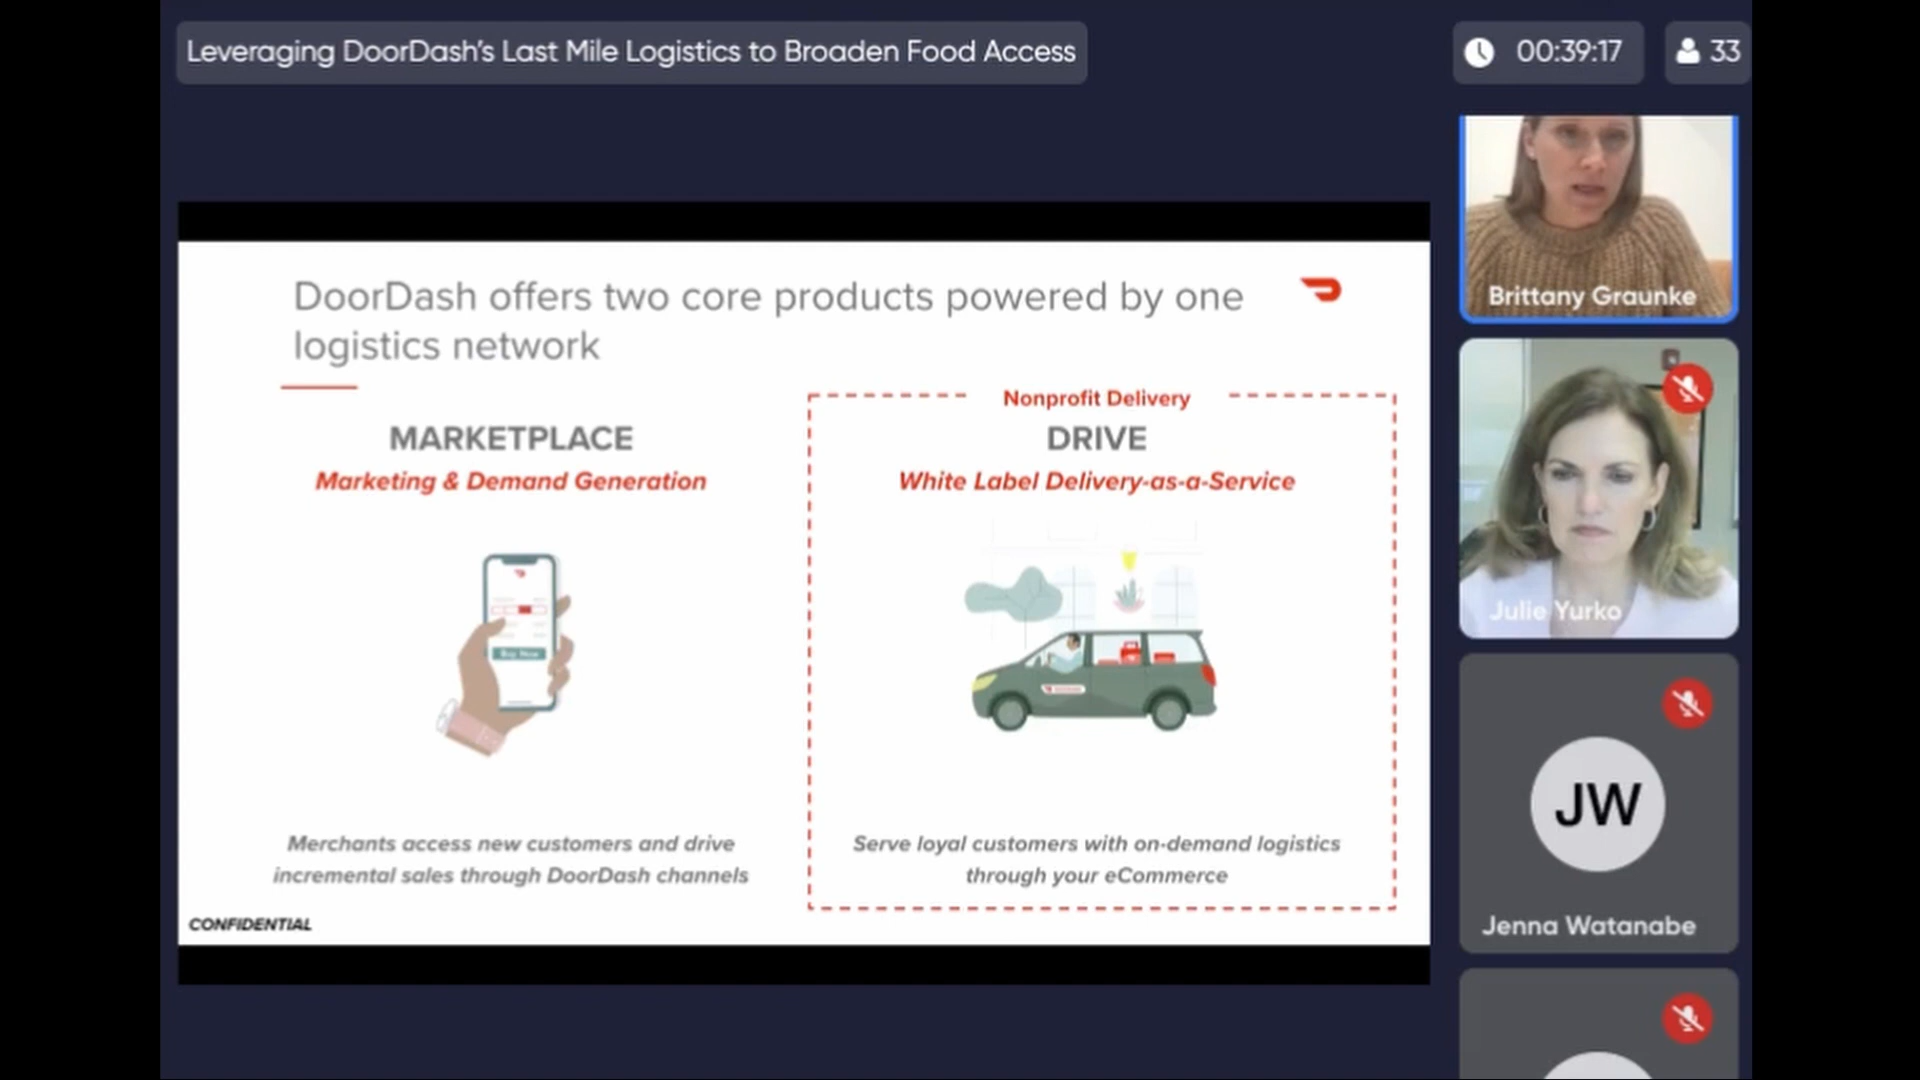 Leveraging DoorDash's Last Mile Logistics to Broaden Food Access
00:39:17
33
DoorDash offers two core products powered by one
logistics network
MARKETPLACE
Marketing & Demand Generation
Buy Now
Merchants access new customers and drive
incremental sales through DoorDash channels
CONFIDENTIAL
Nonprofit Delivery
DRIVE
White Label Delivery-as-a-Service
Serve loyal customers with on-demand logistics
through your eCommerce
Brittany Graunke
Julie Yurko
JW
Jenna Watanabe